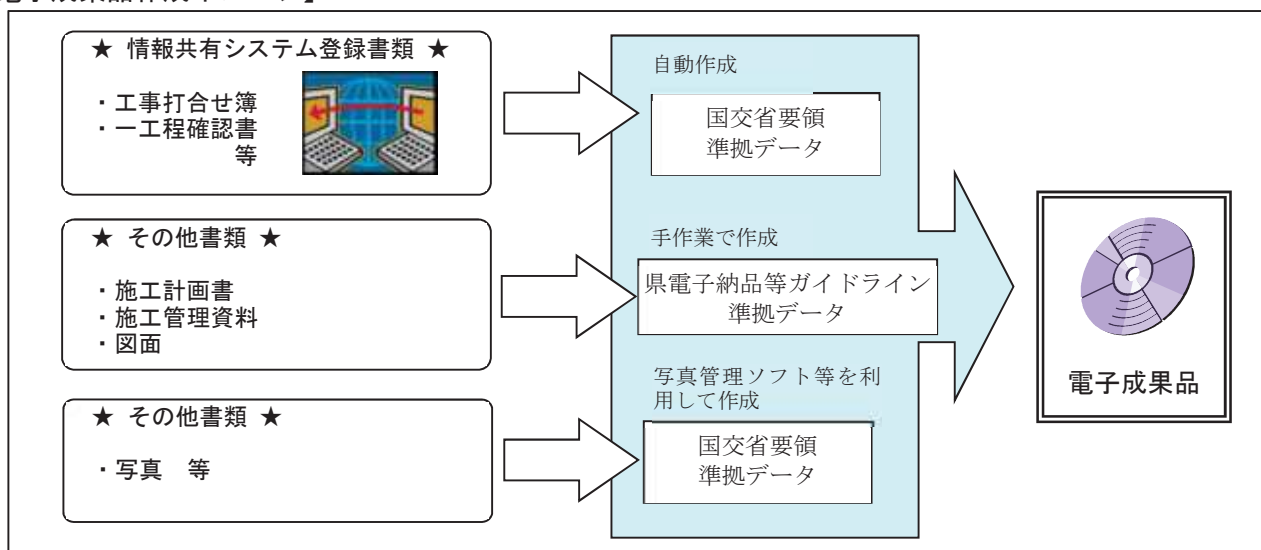 ★ 情報共有システム登録書類 ★
・工事打合せ簿
・一工程確認書
等
自動作成
国交省要領
準拠データ
★ その他書類 ★
・施工計画書
・施工管理資料
・図面
手作業で作成
県電子納品等ガイドライン
準拠データ
★ その他書類 ★
・写真　等
写真管理ソフト等を利
用して作成
国交省要領
準拠データ
電子成果品